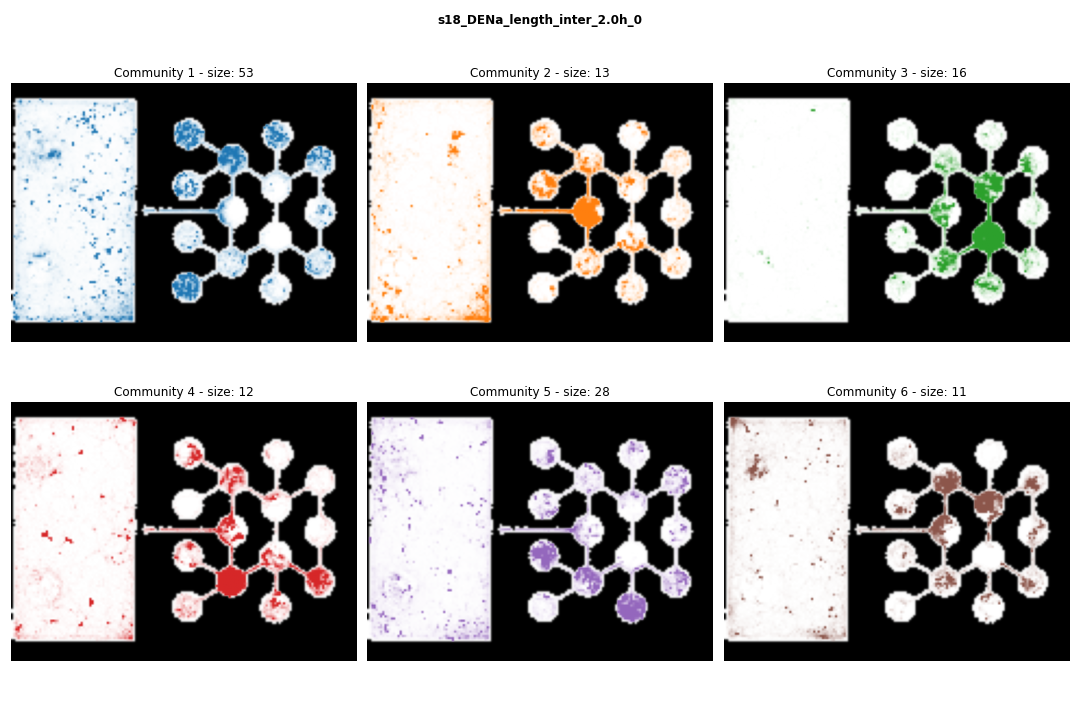 s18_DENa_length_inter_2.0h_0
Community 1 - size: 53
Community 2 - size: 13
Community 3 - size: 16
Community 4 - size: 12
Community 5 - size: 28
Community 6 - size: 11